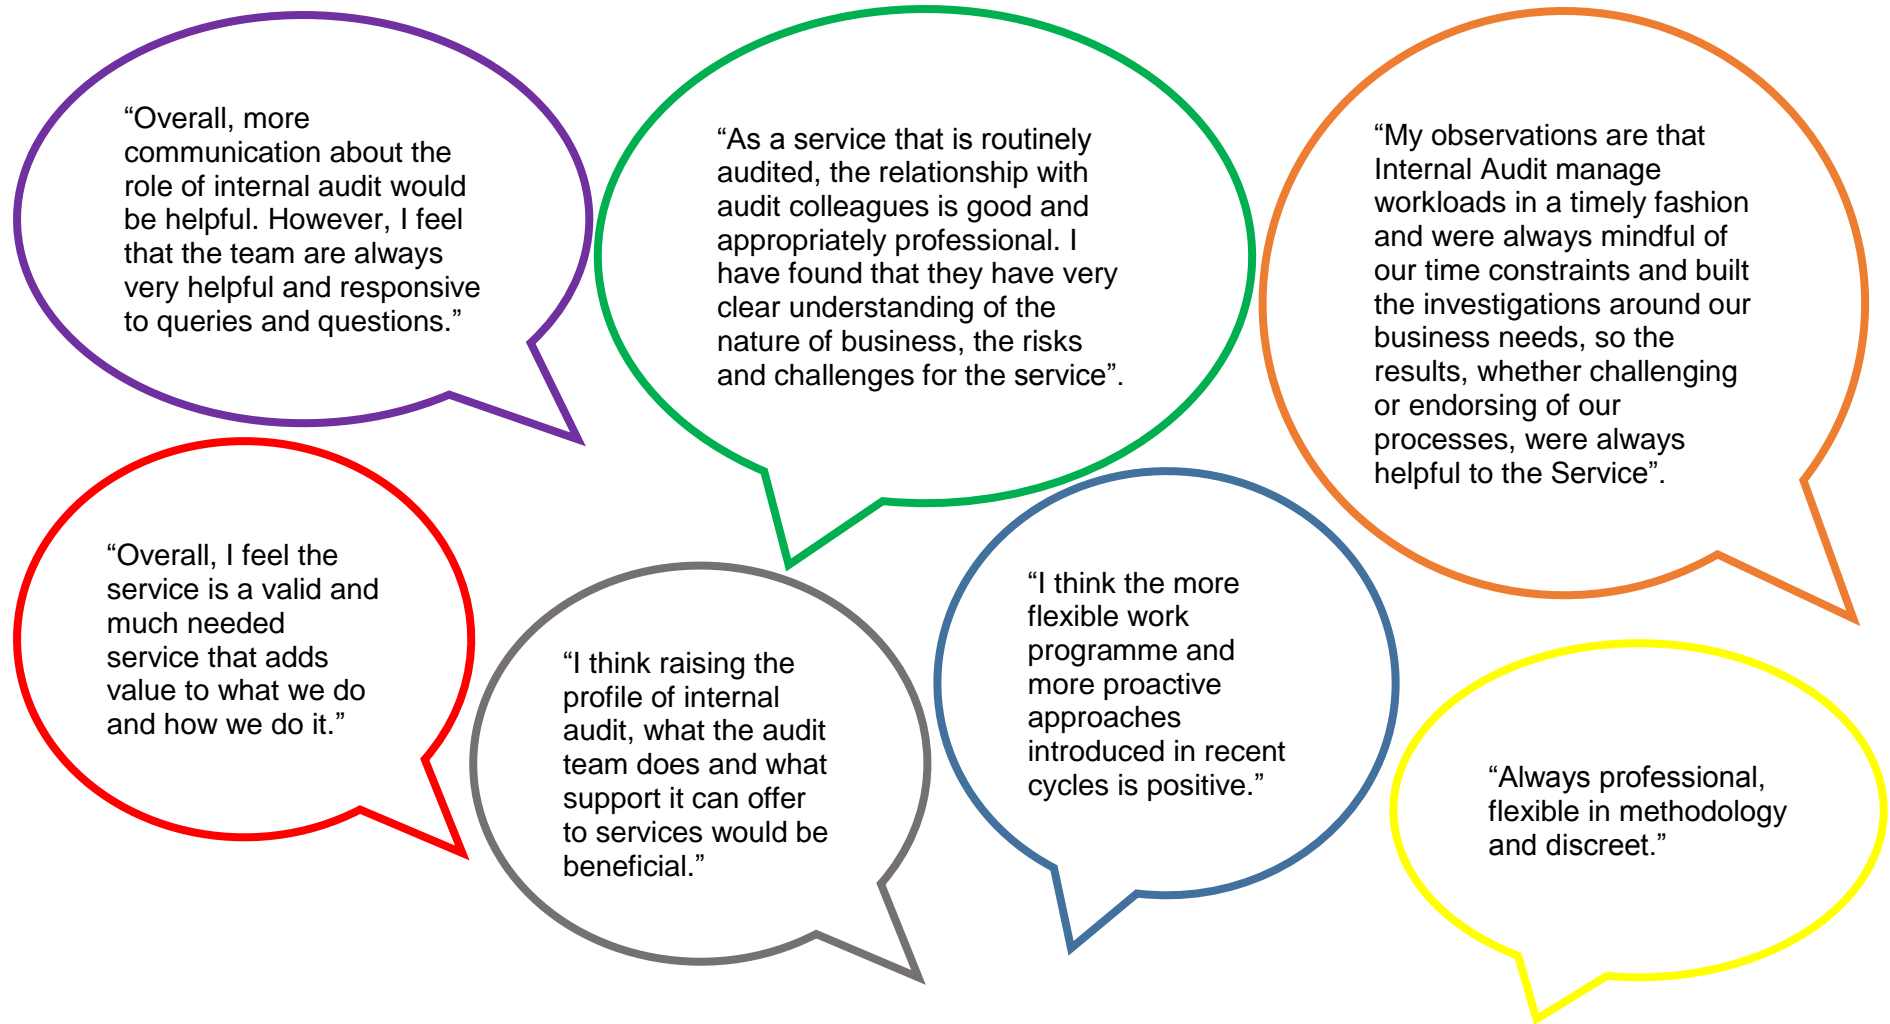 “Overall, more
communication about the
role of internal audit would
be helpful. However, I feel
that the team are always
very helpful and responsive
to queries and questions.”
“As a service that is routinely
audited, the relationship with
audit colleagues is good and
appropriately professional. I
have found that they have very
clear understanding of the
nature of business, the risks
and challenges for the service”.
“My observations are that
Internal Audit manage
workloads in a timely fashion
and were always mindful of
our time constraints and built
the investigations around our
business needs, so the
results, whether challenging
or endorsing of our
processes, were always
helpful to the Service”.
“Overall, I feel the
service is a valid and
much needed
service that adds
value to what we do
and how we do it.”
“I think raising the
profile of internal
audit, what the audit
team does and what
support it can offer
to services would be
beneficial.”
“I think the more
flexible work
programme and
more proactive
approaches
introduced in recent
cycles is positive.”
“Always professional,
flexible in methodology
and discreet.”